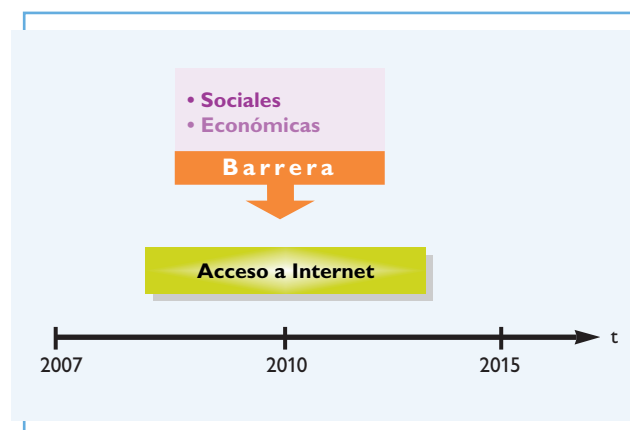 • Sociales
• Económicas
Barrera
Acceso a Internet
t
2007 2010 2015